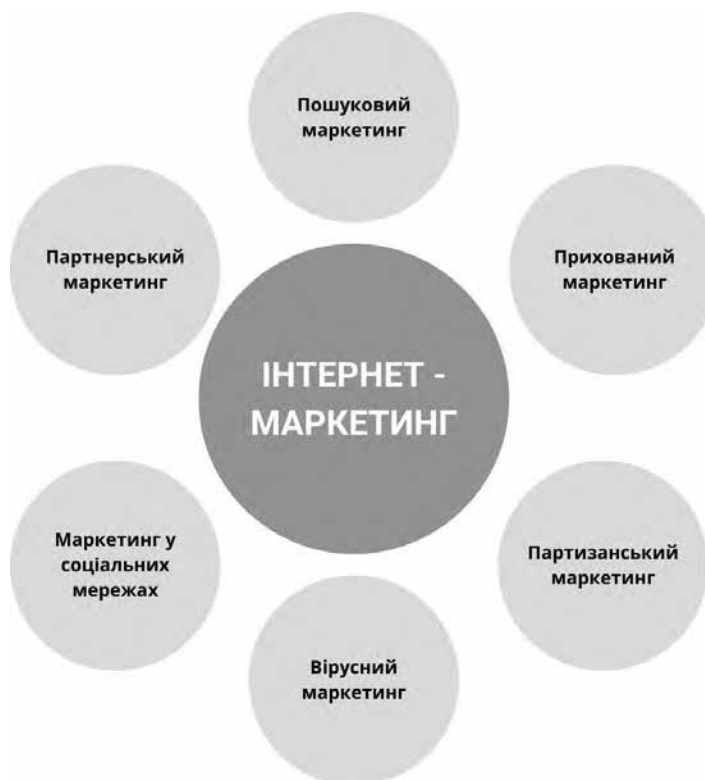 Пошуковий
маркетинг
Партнерський
маркетинг
Прихований
маркетинг
ІНТЕРНЕТ -
МАРКЕТИНГ
Маркетинг у
соціальних
мережах
Партизанський
маркетинг
Вірусний
маркетинг